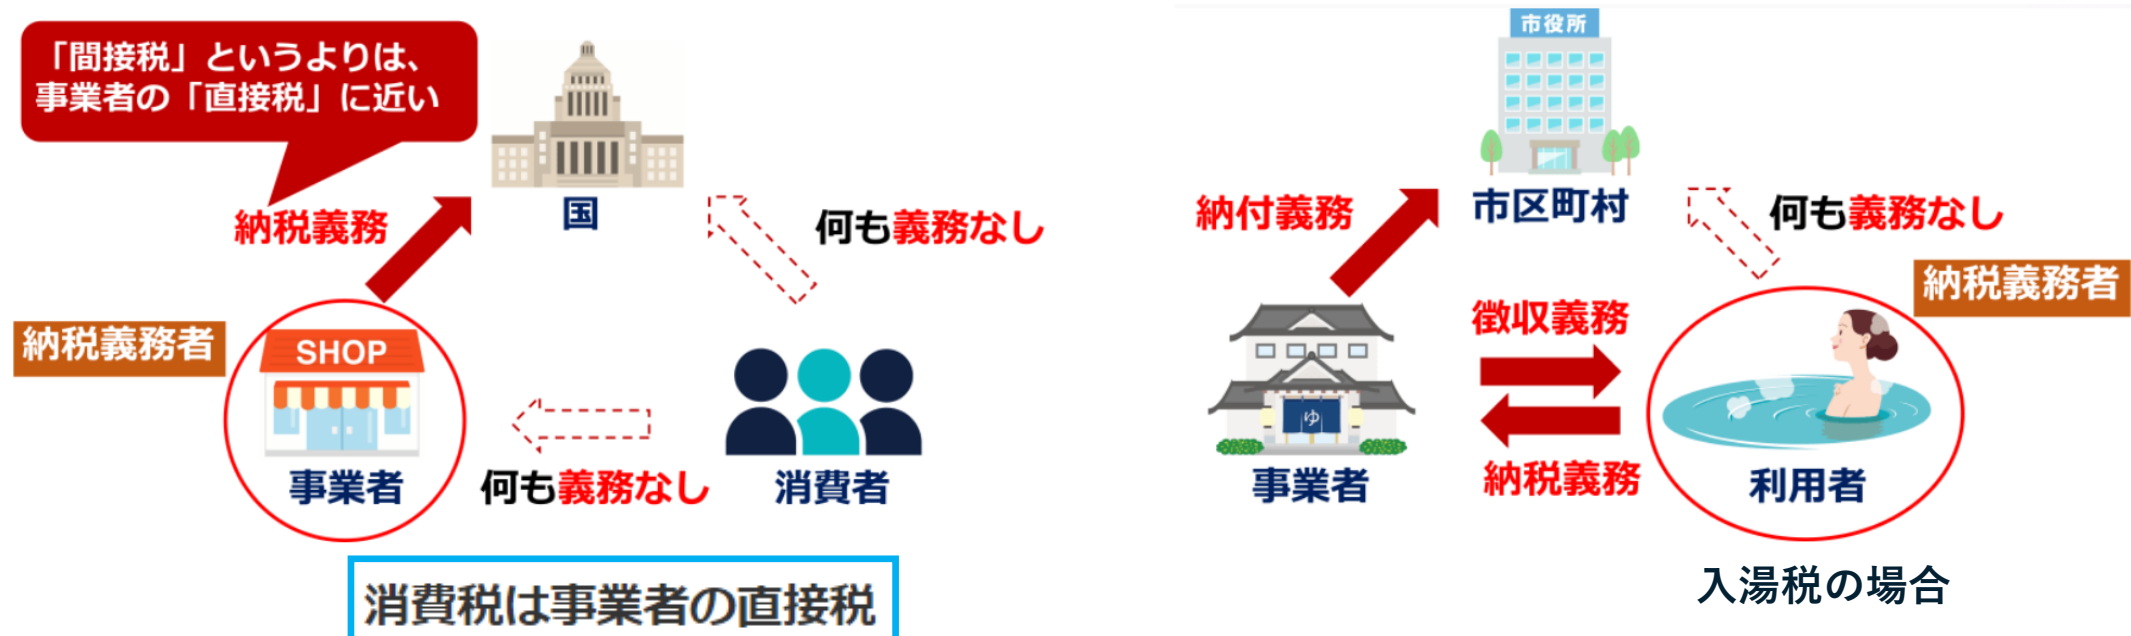 「間接税」というよりは、
事業者の「直接税」に近い
国
納税義務
何も義務なし
納税義務者
SHOP
事業者
何も義務なし
消費者
消費税は事業者の直接税
市役所
市区町村
納付義務
何も義務なし
納税義務者
徴収義務
ゆ
納税義務
事業者
利用者
入湯税の場合